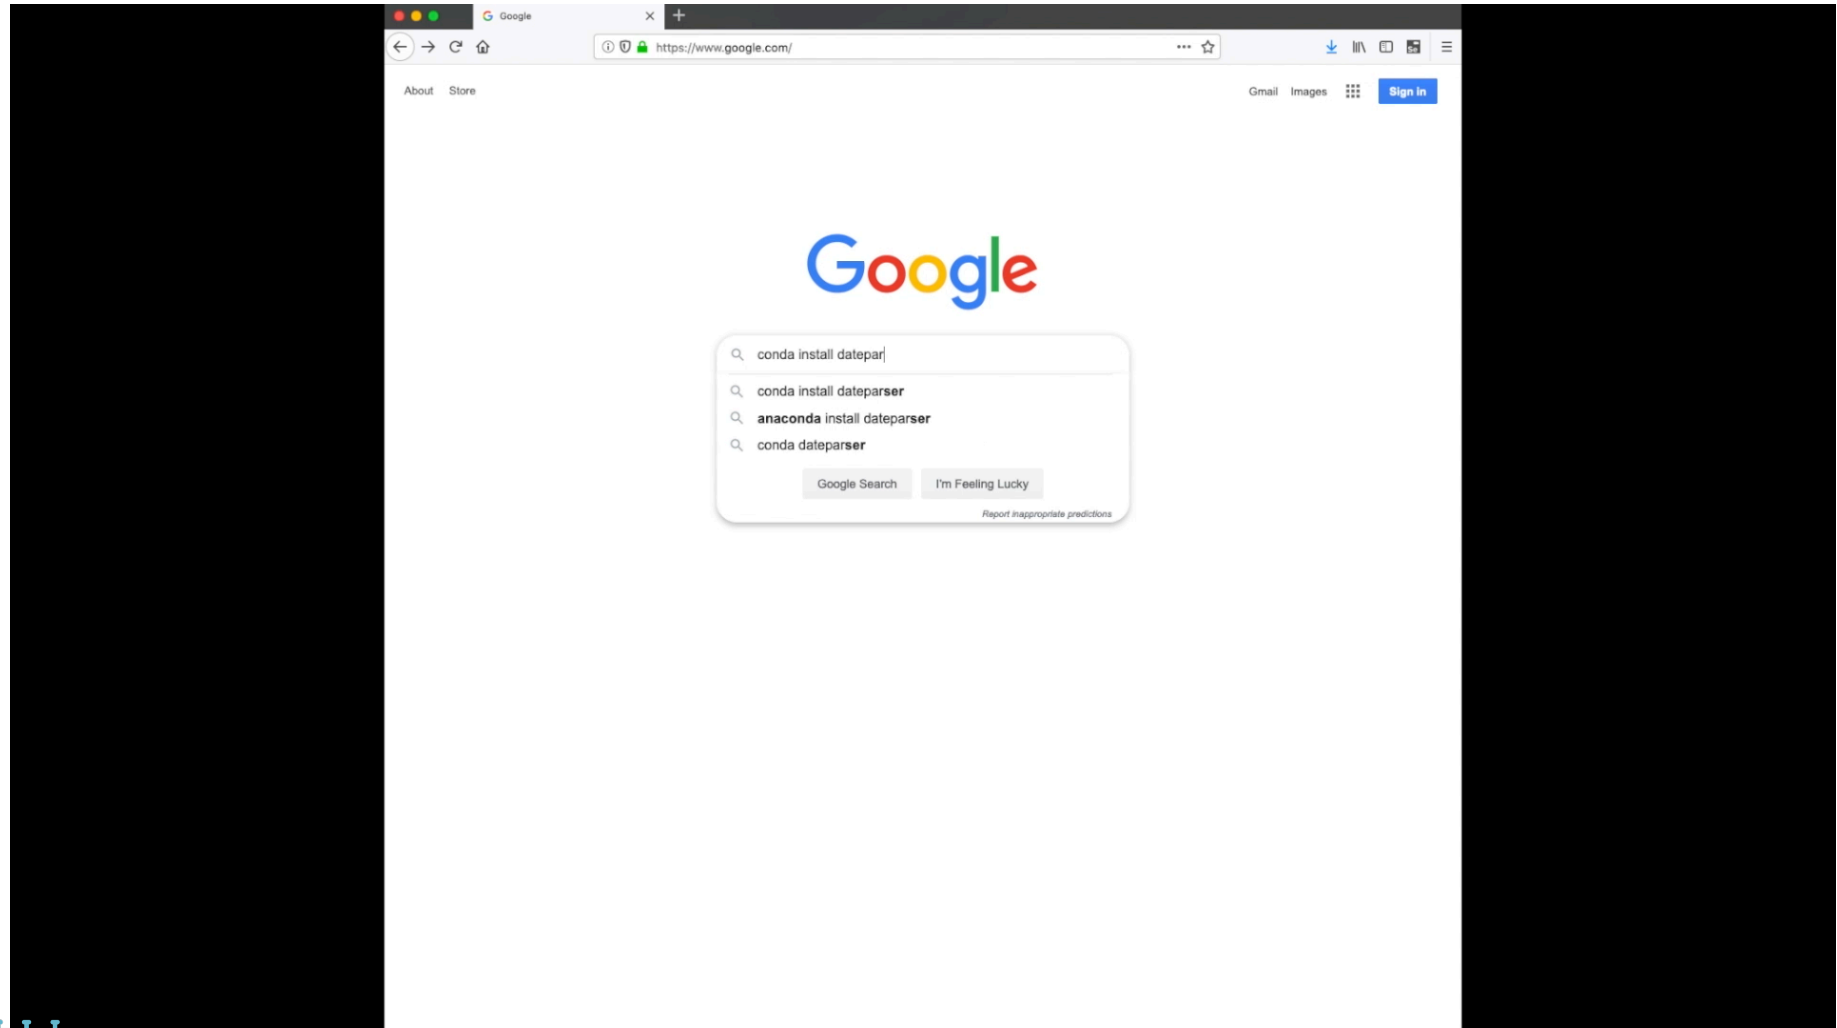 Google
https://www.google.com/
About Store
Gmail Images Sign in
Google
conda install datepar
conda install dateparser
anaconda install dateparser
conda dateparser
Google Search I'm Feeling Lucky
Report inappropriate predictions